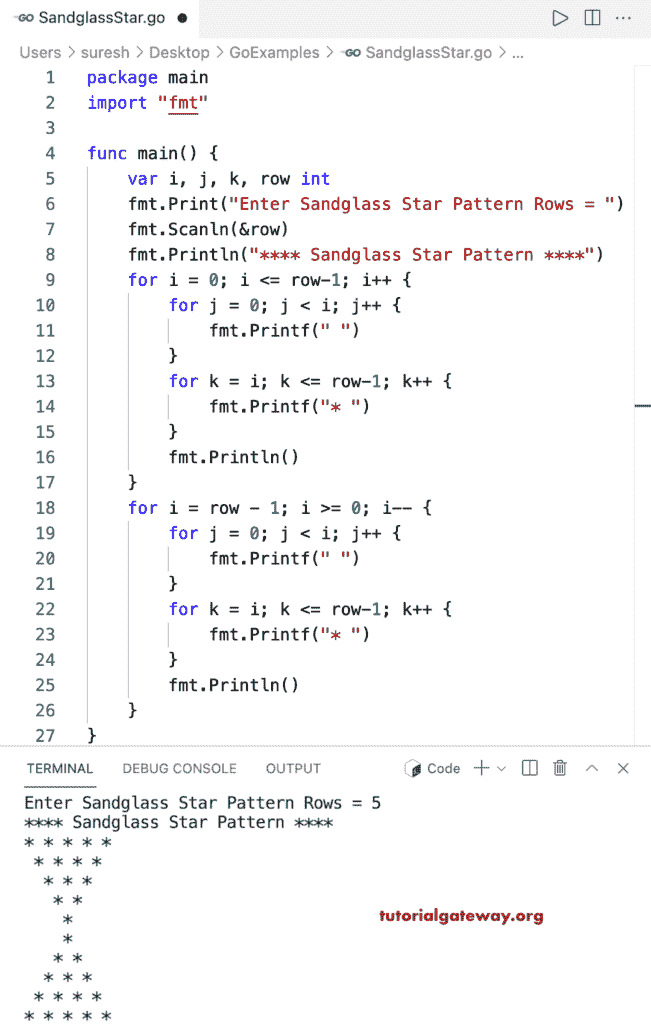 GO SandglassStar.go ●
Users > suresh > Desktop > GoExamples > GO SandglassStar.go > ...
1 package main
2 import "fmt"
3
4 func main() {
5     var i, j, k, row int
6     fmt.Print("Enter Sandglass Star Pattern Rows = ")
7     fmt.Scanln(&row)
8     fmt.Println("**** Sandglass Star Pattern ****")
9     for i = 0; i <= row-1; i++ {
10         for j = 0; j < i; j++ {
11             fmt.Printf(" ")
12         }
13         for k = i; k <= row-1; k++ {
14             fmt.Printf("* ")
15         }
16         fmt.Println()
17     }
18     for i = row - 1; i >= 0; i-- {
19         for j = 0; j < i; j++ {
20             fmt.Printf(" ")
21         }
22         for k = i; k <= row-1; k++ {
23             fmt.Printf("* ")
24         }
25         fmt.Println()
26     }
27 }
TERMINAL DEBUG CONSOLE OUTPUT Code
Enter Sandglass Star Pattern Rows = 5
**** Sandglass Star Pattern ****
* * * * *
 * * * *
  * * *
   * *
    *
    *
   * *
  * * *
 * * * *
* * * * *
tutorialgateway.org